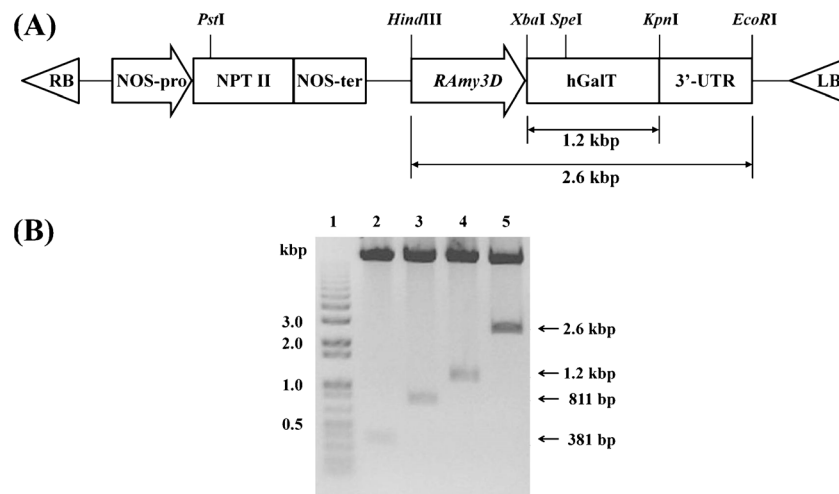 (A)
PstI HindIII XbaI SpeI KpnI EcoRI
RB NOS-pro NPT II NOS-ter RAmy3D hGalT 3’-UTR LB
1.2 kbp
2.6 kbp
(B)
1 2 3 4 5
kbp
3.0
2.0
1.0
0.5
2.6 kbp
1.2 kbp
811 bp
381 bp